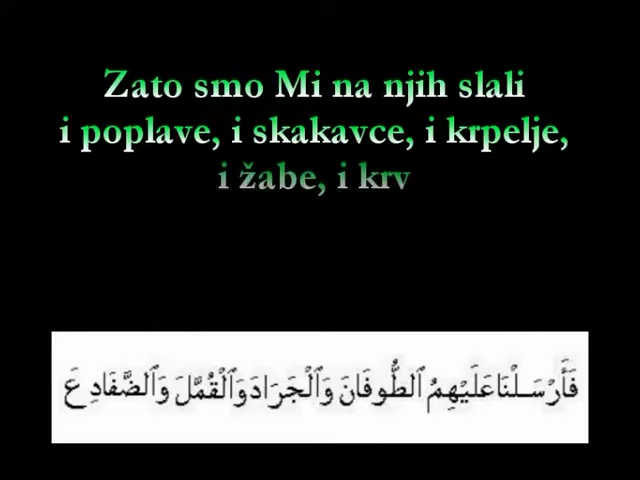 Zato smo Mi na njih slali
i poplave, i skakavce, i krpelje,
i žabe, i krv
فَأَرْسَلْنَا عَلَيْهِمُ ٱلطُّوفَانَ وَٱلْجَرَادَ وَٱلْقُمَّلَ وَٱلضَّفَادِعَ